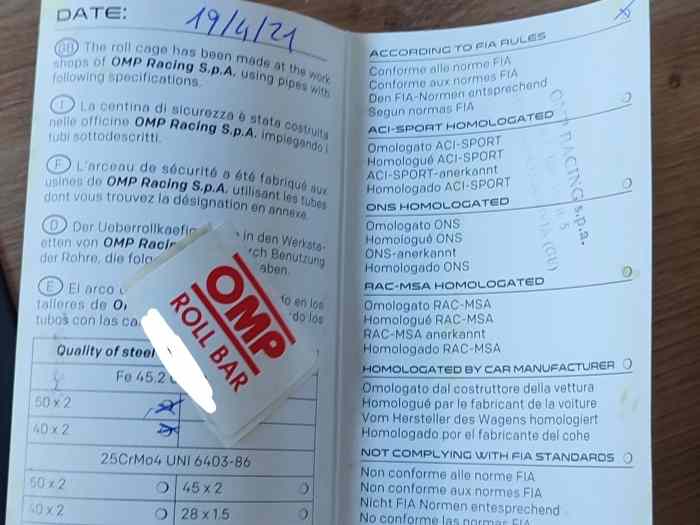 DATE: 19/4/21
GB The roll cage has been made at the work
shops of OMP Racing S.p.A. using pipes with
following specifications.
I La centina di sicurezza è stata costruita
nelle officine OMP Racing S.p.A. impiegando i
tubi sottodescritti.
F L'arceau de sécurité a été fabriqué aux
usines de OMP Racing S.p.A. utilisant les tubes
dont vous trouvez la désignation en annexe.
D Der Ueberrollkaefig in den Werksta-
etten von OMP Racin rch Benutzung
der Rohre, die folg aben.
E El arco do en los
talleres de O do los
tubos con las ca
Quality of steel
Fe 45.2
50 x 2
40 x 2
25CrMo4 UNI 6403-86
50 x 2 45 x 2
40 x 2 28 x 1.5
OMP
ROLL BAR
ACCORDING TO FIA RULES
Conforme alle norme FIA
Conforme aux normes FIA
Den FIA-Normen entsprechend
Segun normas FIA
ACI-SPORT HOMOLOGATED
Omologato ACI-SPORT
Homologué ACI-SPORT
ACI-SPORT-anerkannt
Homologado ACI-SPORT
ONS HOMOLOGATED
Omologato ONS
Homologué ONS
ONS-anerkannt
Homologado ONS
RAC-MSA HOMOLOGATED
Omologato RAC-MSA
Homologué RAC-MSA
RAC-MSA anerkannt
Homologado RAC-MSA
HOMOLOGATED BY CAR MANUFACTURER
Omologato dal costruttore della vettura
Homologué par le fabricant de la voiture
Vom Hersteller des Wagens homologiert
Homologado por el fabricante del cohe
NOT COMPLYING WITH FIA STANDARDS
Non conforme alle norme FIA
Non conforme aux normes FIA
Nicht FIA Normen entesprechend
No conforme las normas FIA
OMP RACING s.p.a.